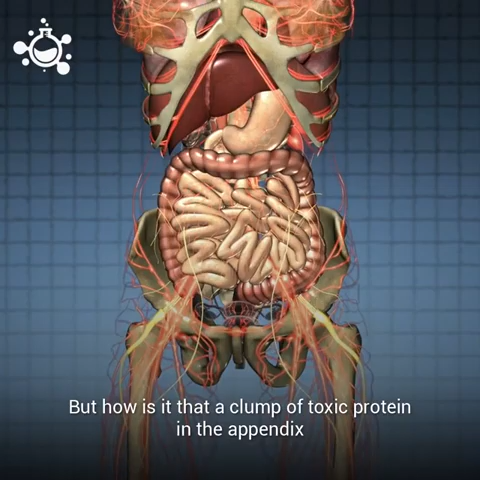 But how is it that a clump of toxic protein
in the appendix